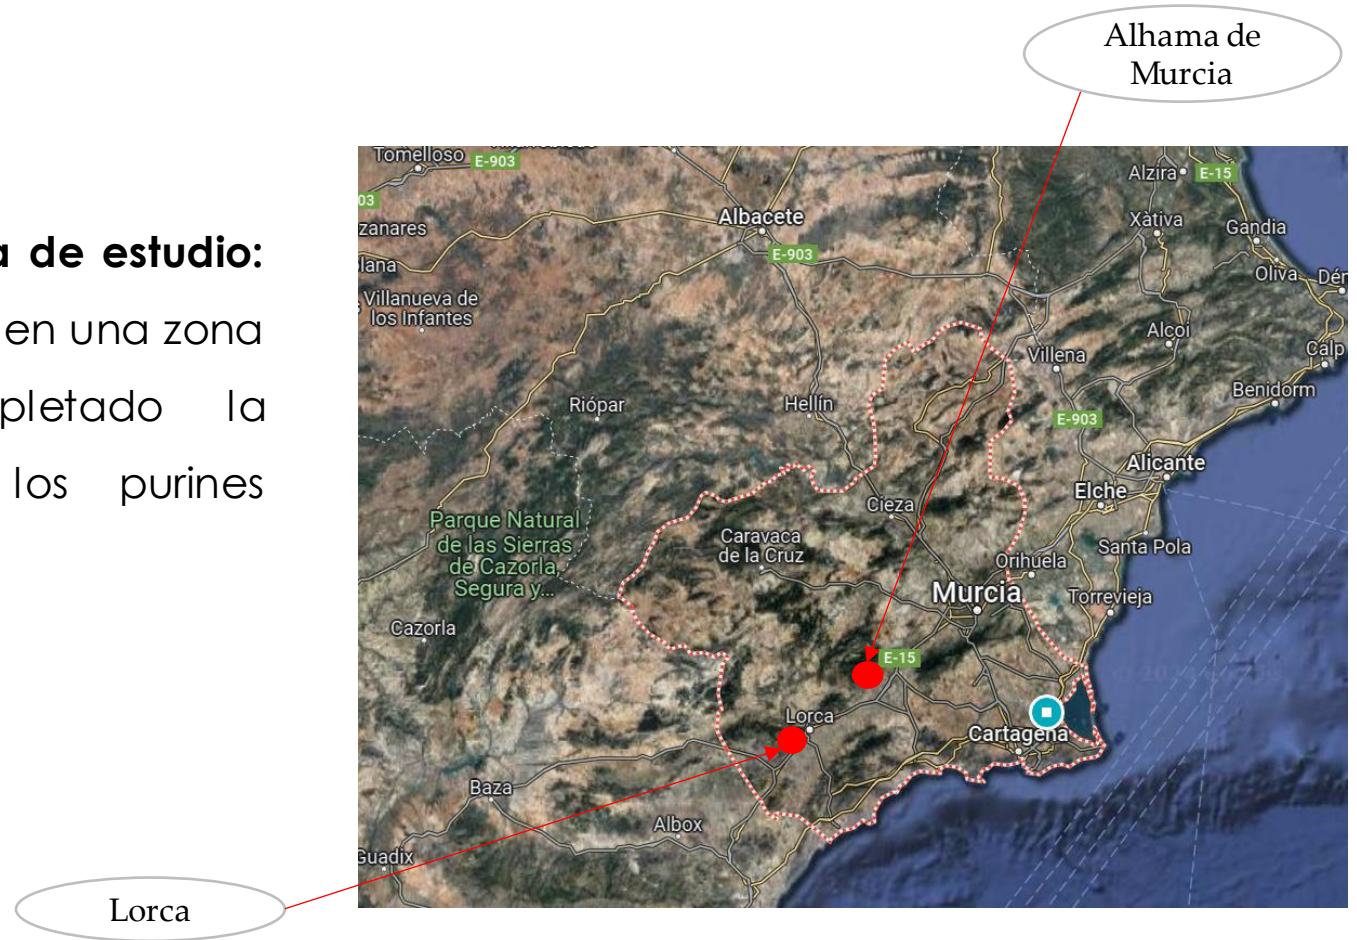 Alhama de
Murcia
a de estudio:
en una zona
pletado la
los purines
Tomelloso
E-903
03
zanares
Albacete
E-903
lana
Villanueva de
los Infantes
Alzira
E-15
Xàtiva
Gandia
Oliva
Dén
Alcoi
Villena
Calp
Benidorm
Riópar
Hellín
E-903
Alicante
Elche
Cieza
Parque Natural
de las Sierras
de Cazorla,
Segura y...
Caravaca
de la Cruz
Santa Pola
Orihuela
Murcia
Torrevieja
Cazorla
E-15
Lorca
Cartagena
Baza
Albox
Guadix
Lorca